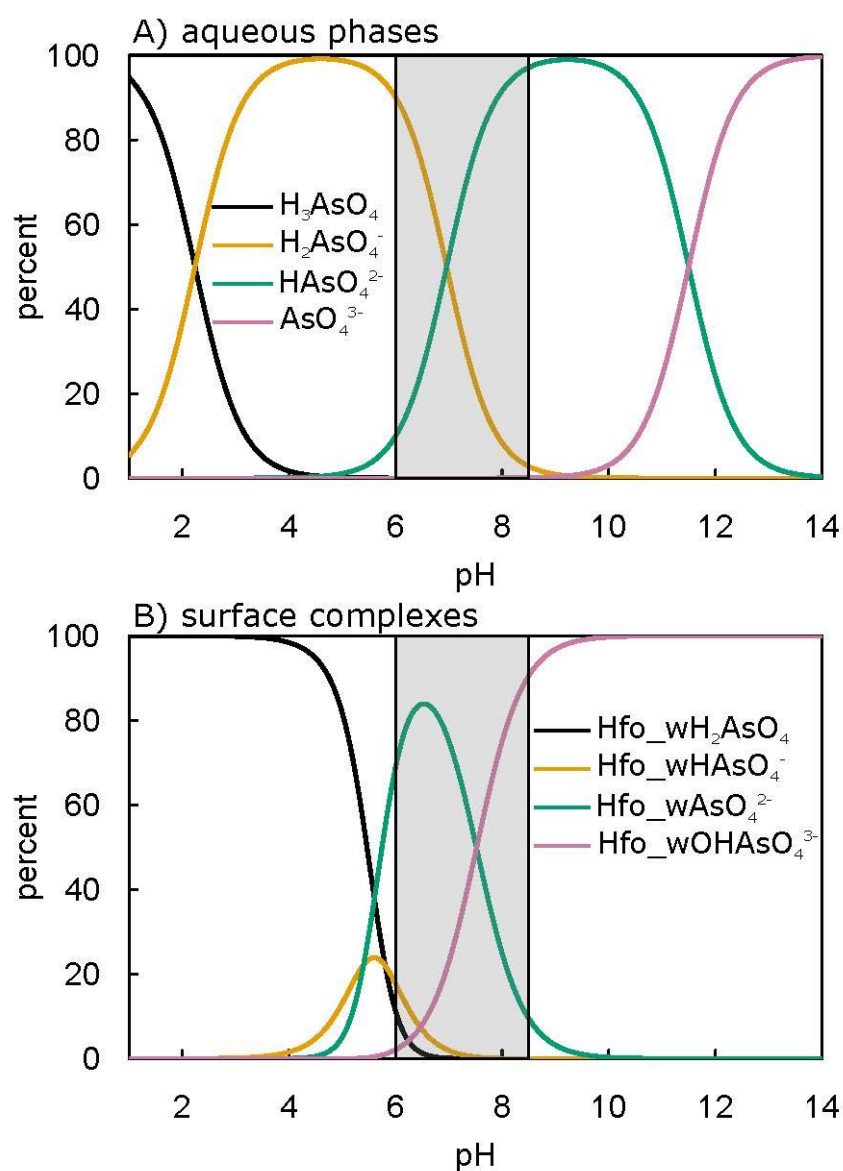 A) aqueous phases
100
80
60
40
20
0
percent
H₃AsO₄
H₂AsO₄⁻
HAsO₄²⁻
AsO₄³⁻
2 4 6 8 10 12 14
pH
B) surface complexes
100
80
60
40
20
0
percent
Hfo_wH₂AsO₄
Hfo_wHAsO₄⁻
Hfo_wAsO₄²⁻
Hfo_wOHAsO₄³⁻
2 4 6 8 10 12 14
pH